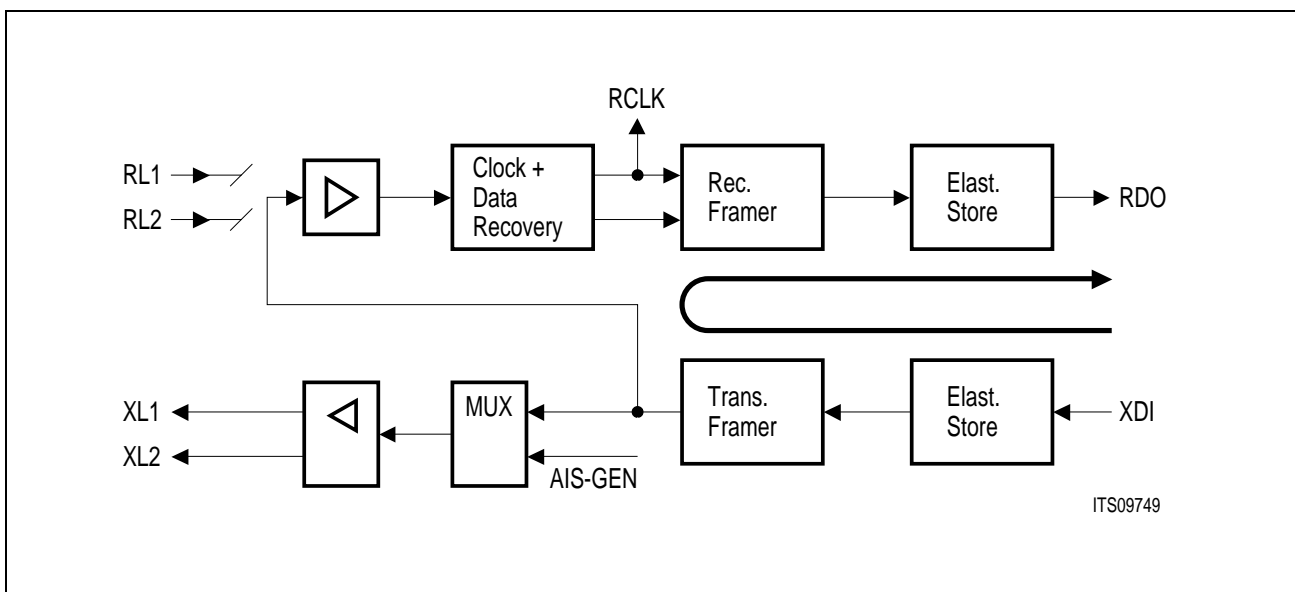 RCLK
RL1
RL2
Clock +
Data
Recovery
Rec.
Framer
Elast.
Store
RDO
XL1
XL2
MUX
AIS-GEN
Trans.
Framer
Elast.
Store
XDI
ITS09749